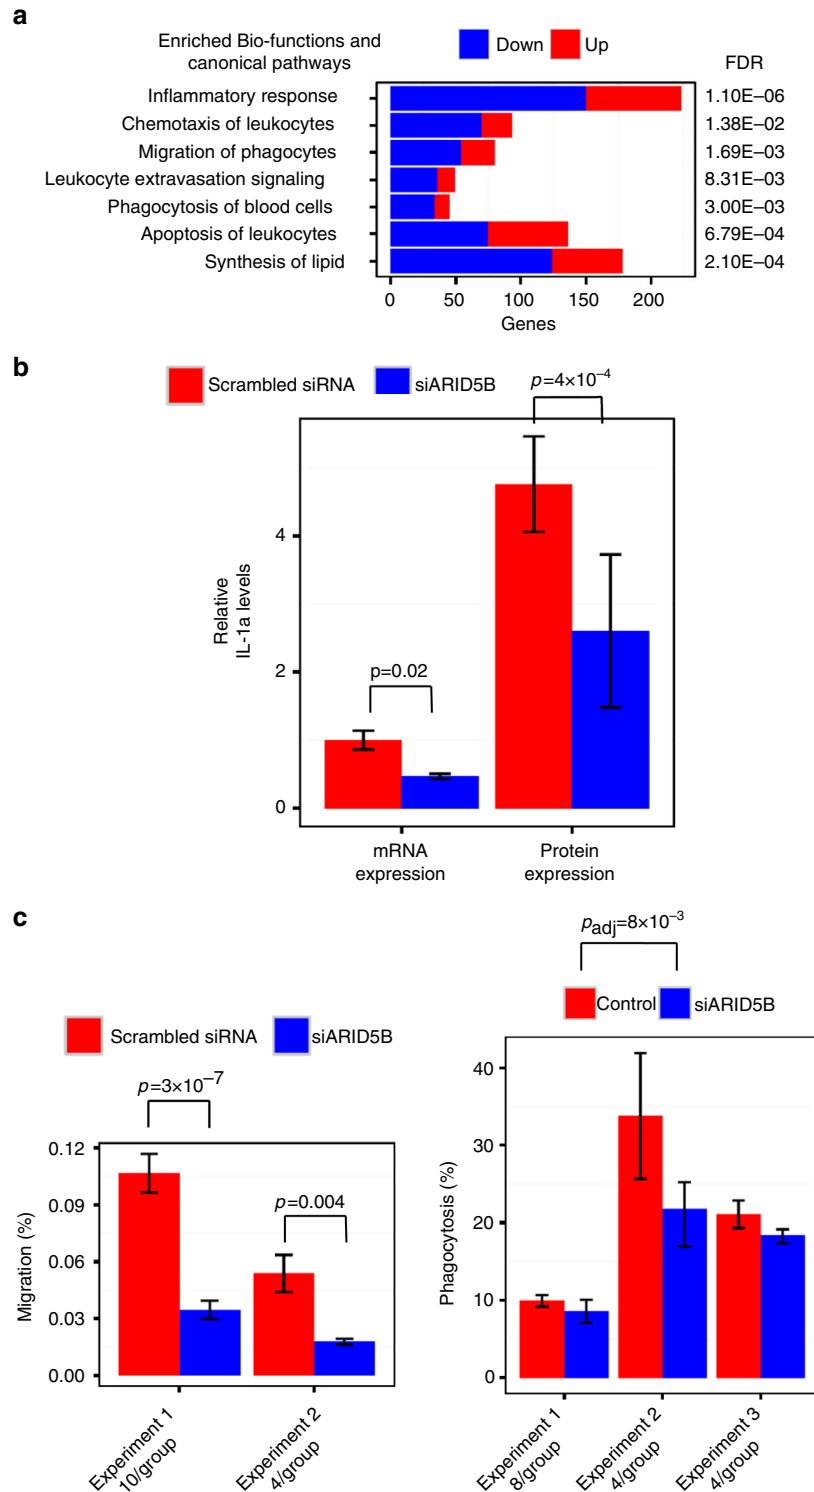 a
Enriched Bio-functions and
canonical pathways
Down
Up
FDR
Inflammatory response
1.10E–06
Chemotaxis of leukocytes
1.38E–02
Migration of phagocytes
1.69E–03
Leukocyte extravasation signaling
8.31E–03
Phagocytosis of blood cells
3.00E–03
Apoptosis of leukocytes
6.79E–04
Synthesis of lipid
2.10E–04
0 50 100 150 200
Genes
b
Scrambled siRNA
siARID5B
p=4×10⁻⁴
p=0.02
Relative
IL-1a levels
4
2
0
mRNA
expression
Protein
expression
c
Scrambled siRNA
siARID5B
p=3×10⁻⁷
p=0.004
Migration (%)
0.12
0.09
0.06
0.03
0.00
Experiment 1
10/group
Experiment 2
4/group
padj=8×10⁻³
Control
siARID5B
Phagocytosis (%)
40
30
20
10
0
Experiment 1
8/group
Experiment 2
4/group
Experiment 3
4/group